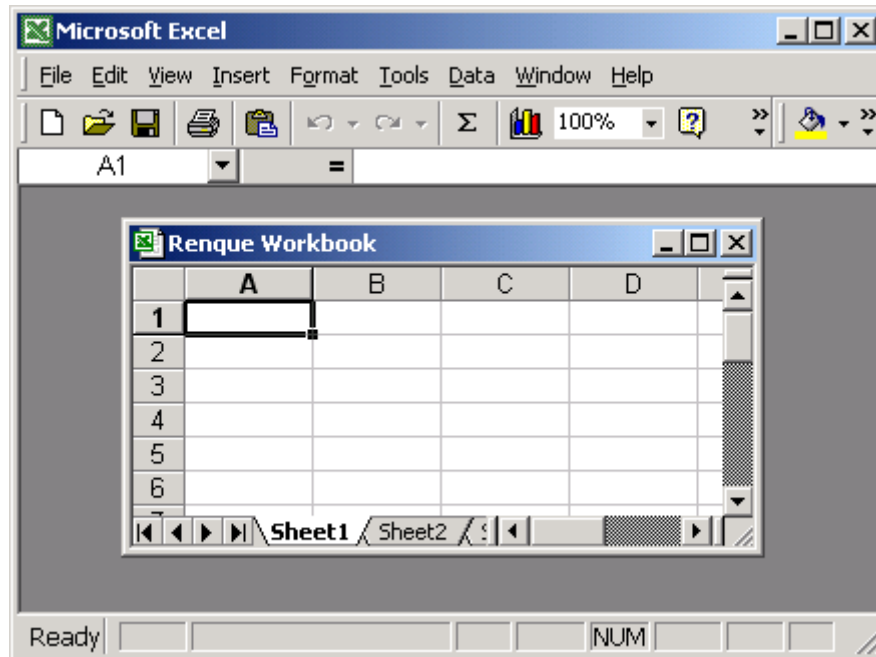 Microsoft Excel
File Edit View Insert Format Tools Data Window Help
Σ 100% ?
A1 =
Renque Workbook
A B C D
1
2
3
4
5
6
Sheet1 Sheet2
Ready NUM